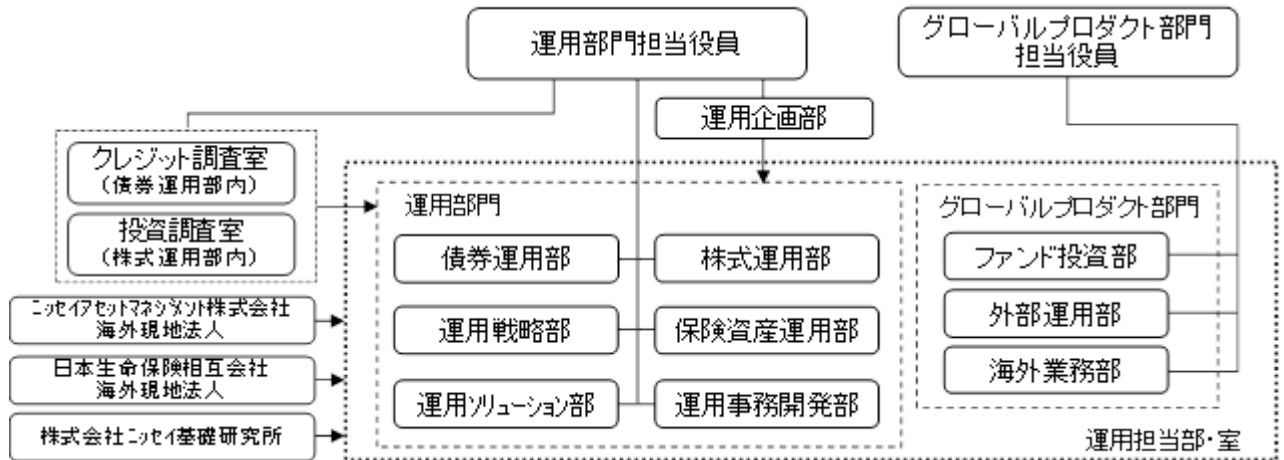 運用部門担当役員
グローバルプロダクト部門
担当役員
運用企画部
クレジット調査室
(債券運用部内)
投資調査室
(株式運用部内)
運用部門
グローバルプロダクト部門
債券運用部
株式運用部
ファンド投資部
ニッセイアセットマネジメント株式会社
海外現地法人
運用戦略部
保険資産運用部
外部運用部
日本生命保険相互会社
海外現地法人
海外業務部
運用ソリューション部
運用事務開発部
株式会社ニッセイ基礎研究所
運用担当部・室